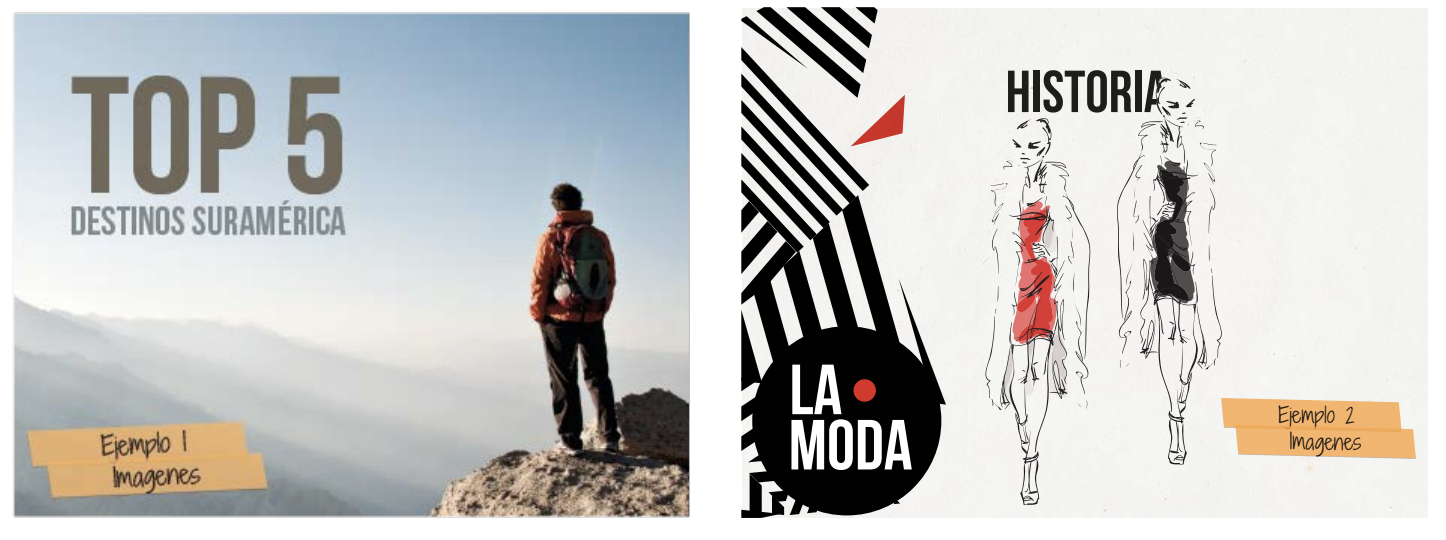 TOP 5
DESTINOS SURAMÉRICA
Ejemplo 1
Imagenes
HISTORIA
LA
MODA
Ejemplo 2
Imagenes